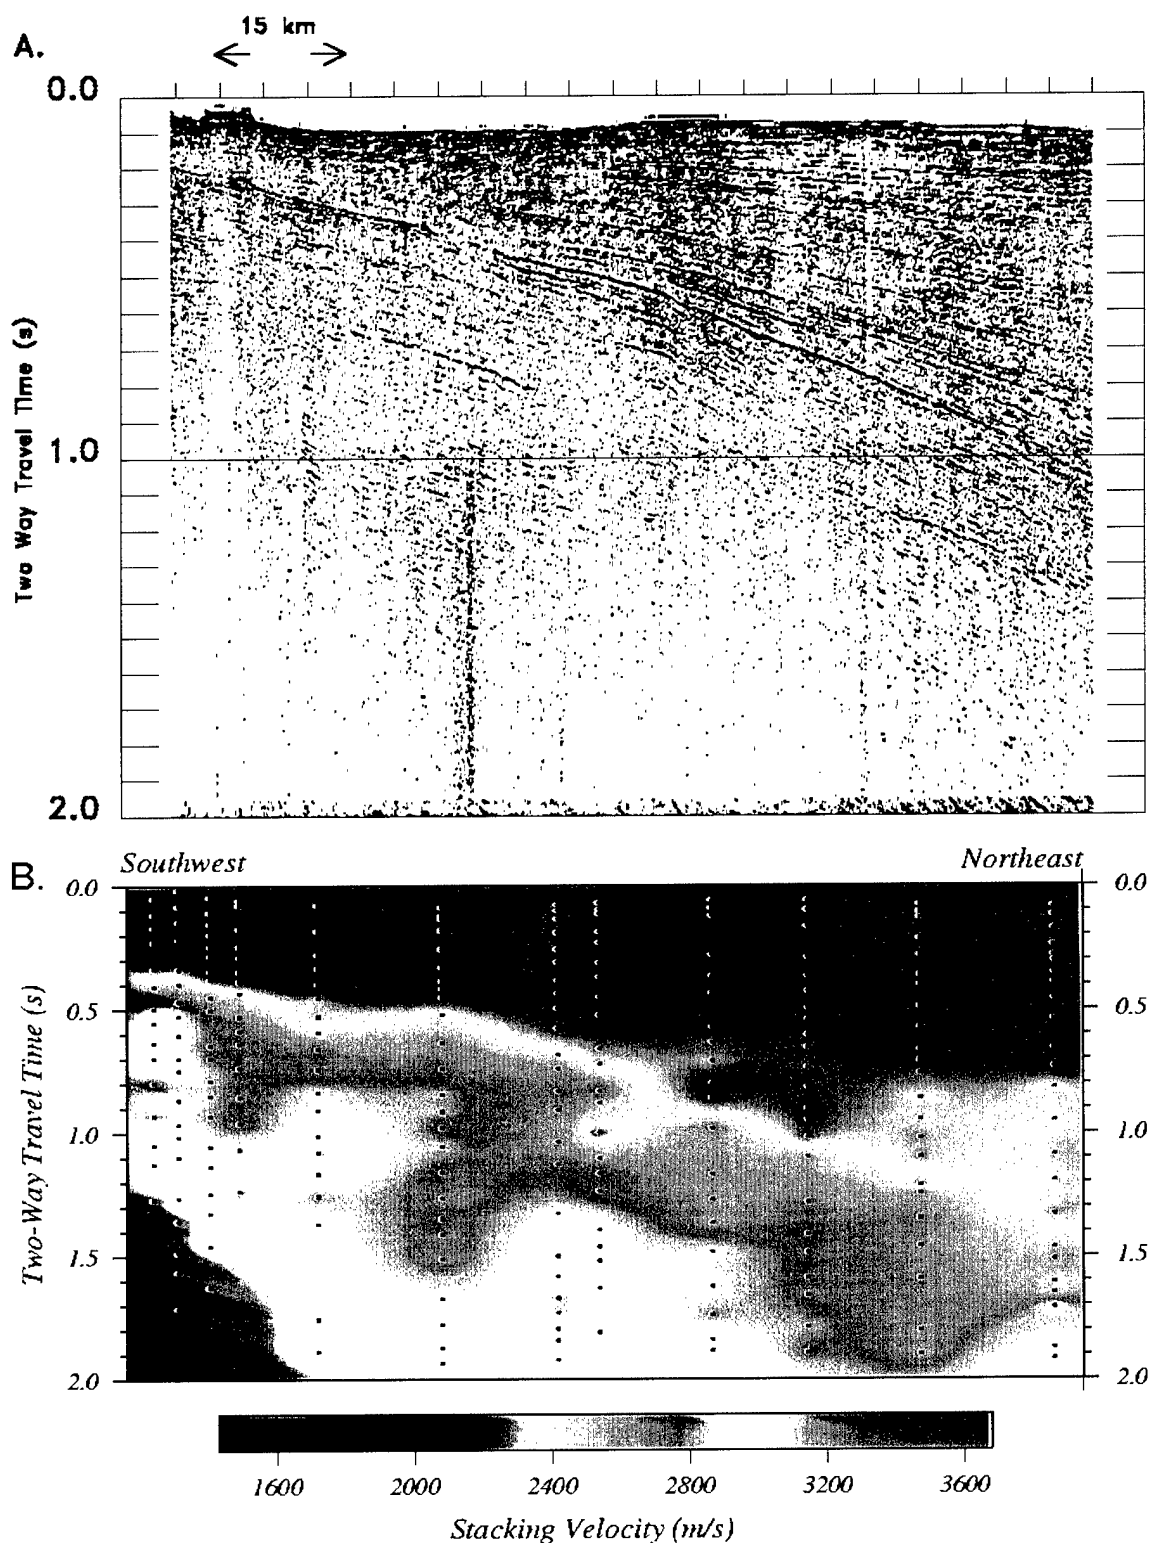 15 km
A.
0.0
Two Way Travel Time (s)
1.0
2.0
Southwest
Northeast
B.
0.0
0.0
0.5
0.5
Two-Way Travel Time (s)
1.0
1.0
1.5
1.5
2.0
2.0
1600 2000 2400 2800 3200 3600
Stacking Velocity (m/s)